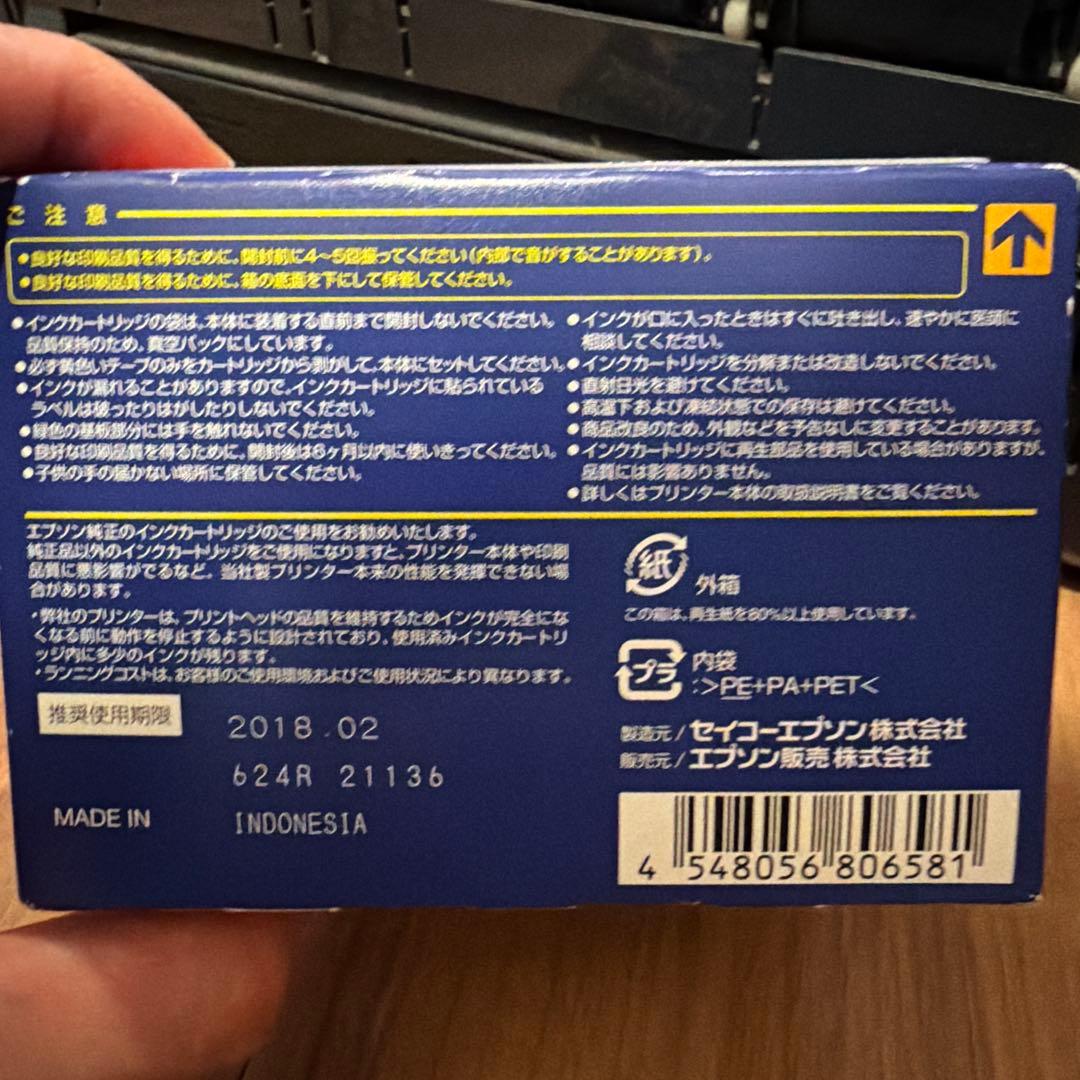 ご注意
●良好な印刷品質を得るために、開封前に4～5回振ってください(内部で音がすることがあります)。
●良好な印刷品質を得るために、箱の底面を下にして保管してください。
●インクカートリッジの袋は、本体に装着する直前まで開封しないでください。
品質保持のため、真空パックにしています。
●必ず黄色いテープのみをカートリッジから剥がして、本体にセットしてください。
●インクが漏れることがありますので、インクカートリッジに貼られている
ラベルは破ったりはがしたりしないでください。
●緑色の基板部分には手を触れないでください。
●良好な印刷品質を得るために、開封後は6ヶ月以内に使いきってください。
●子供の手の届かない場所に保管してください。
●インクが口に入ったときはすぐに吐き出し、速やかに医師に
相談してください。
●インクカートリッジを分解または改造しないでください。
●直射日光を避けてください。
●高温下および凍結状態での保存は避けてください。
●商品改良のため、外観などを予告なしに変更することがあります。
●インクカートリッジに再生部品を使用している場合がありますが、
品質には影響ありません。
●詳しくはプリンター本体の取扱説明書をご覧ください。
エプソン純正のインクカートリッジのご使用をお勧めいたします。
純正品以外のインクカートリッジをご使用になりますと、プリンター本体や印刷
品質に悪影響がでるなど、当社製プリンター本来の性能を発揮できない場
合があります。
・弊社のプリンターは、プリントヘッドの品質を維持するためインクが完全にな
くなる前に動作を停止するように設計されており、使用済みインクカートリ
ッジ内に多少のインクが残ります。
・ランニングコストは、お客様のご使用環境およびご使用状況により異なります。
推奨使用期限 2018.02
624R 21136
MADE IN INDONESIA
紙
外箱
この箱は、再生紙を80%以上使用しています。
プラ
内袋
:>PE+PA+PET<
製造元/セイコーエプソン株式会社
販売元/エプソン販売株式会社
4 548056 806581